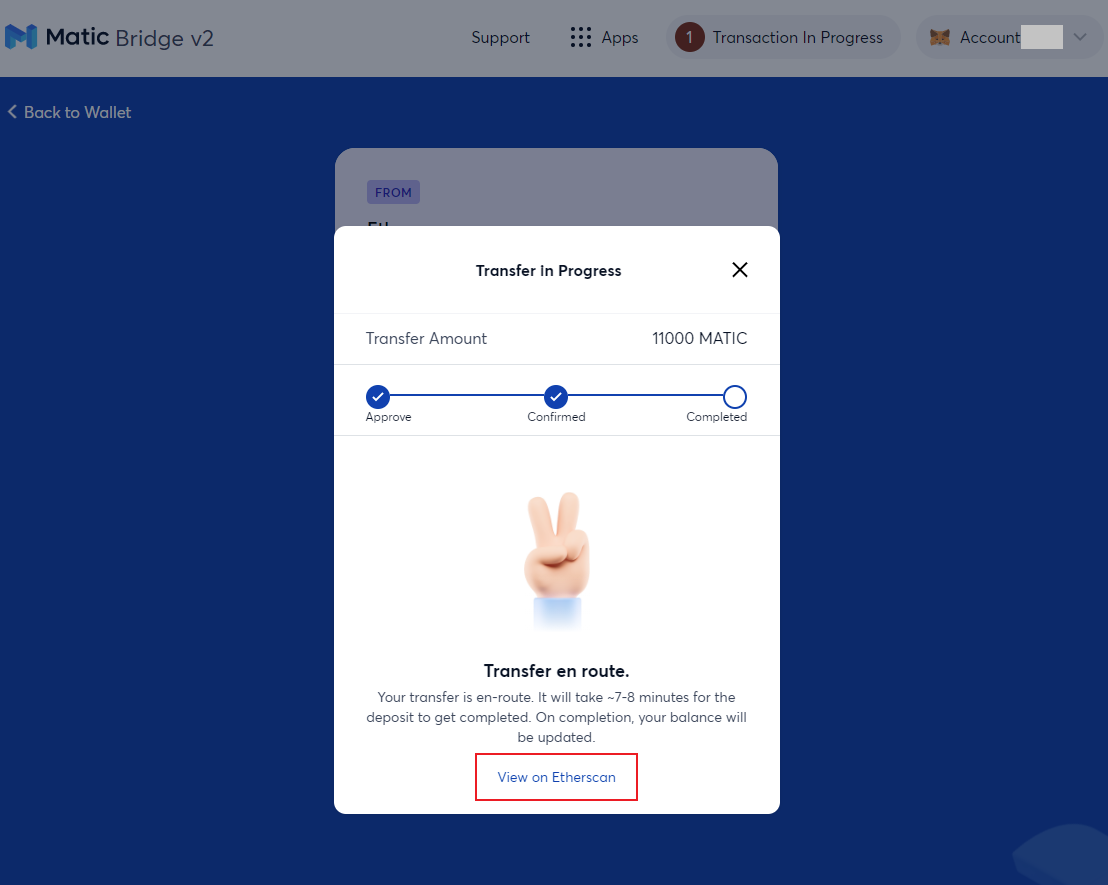 Matic Bridge v2
Support
Apps
1 Transaction In Progress
Account
Back to Wallet
FROM
Transfer in Progress
Transfer Amount 11000 MATIC
Approve Confirmed Completed
Transfer en route.
Your transfer is en-route. It will take ~7-8 minutes for the
deposit to get completed. On completion, your balance will
be updated.
View on Etherscan